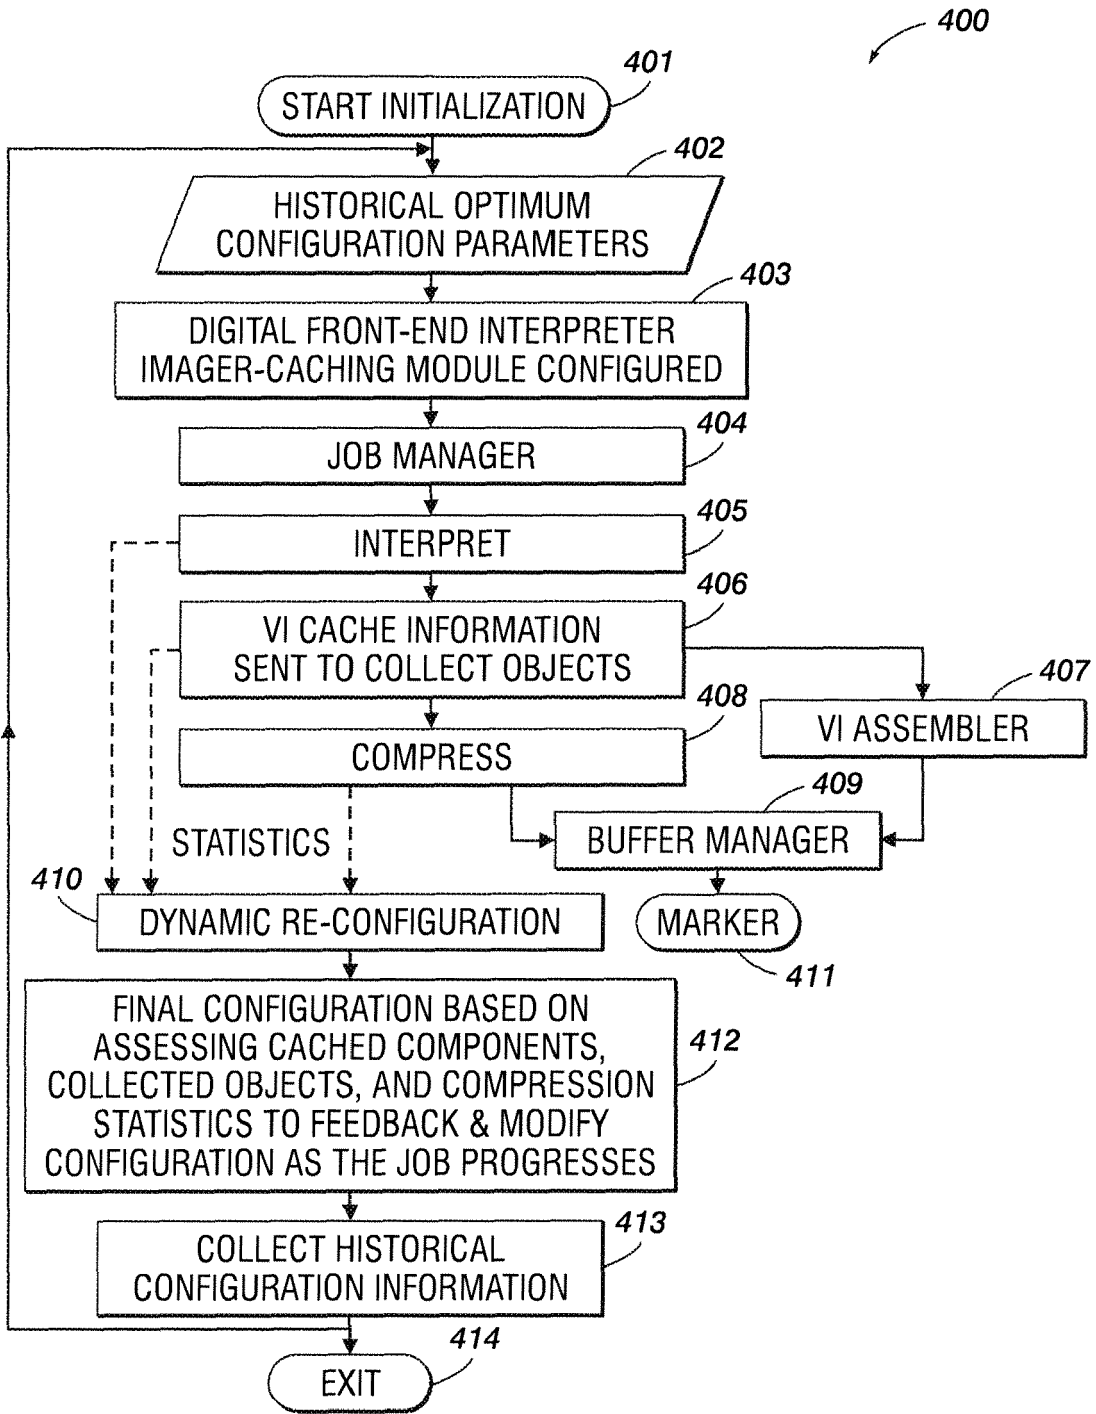 400
401
START INITIALIZATION
402
HISTORICAL OPTIMUM
CONFIGURATION PARAMETERS
403
DIGITAL FRONT-END INTERPRETER
IMAGER-CACHING MODULE CONFIGURED
404
JOB MANAGER
405
INTERPRET
406
VI CACHE INFORMATION
SENT TO COLLECT OBJECTS
407
VI ASSEMBLER
408
COMPRESS
409
BUFFER MANAGER
STATISTICS
410
DYNAMIC RE-CONFIGURATION
MARKER
411
FINAL CONFIGURATION BASED ON
ASSESSING CACHED COMPONENTS,
COLLECTED OBJECTS, AND COMPRESSION
STATISTICS TO FEEDBACK & MODIFY
CONFIGURATION AS THE JOB PROGRESSES
412
413
COLLECT HISTORICAL
CONFIGURATION INFORMATION
414
EXIT